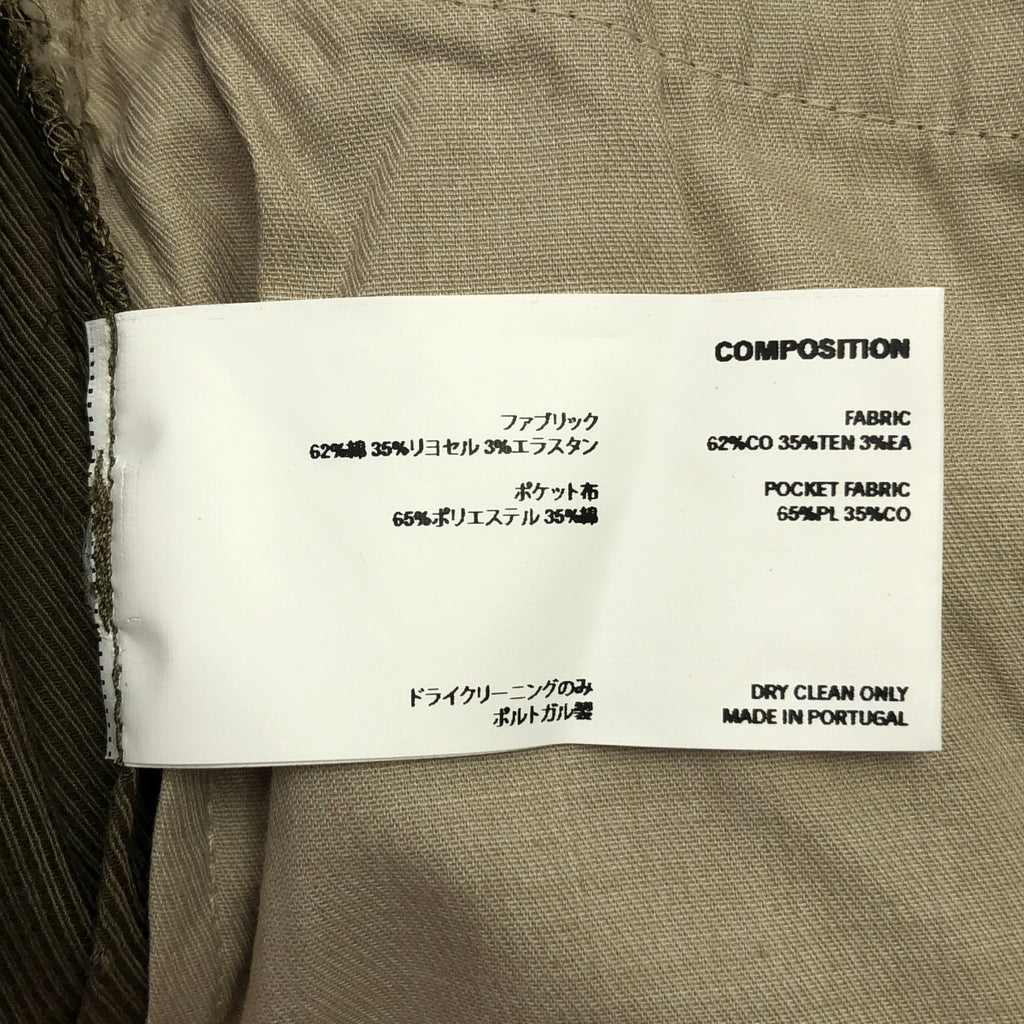 COMPOSITION
ファブリック
62%綿 35%リヨセル 3%エラスタン
ポケット布
65%ポリエステル 35%綿
ドライクリーニングのみ
ポルトガル製
FABRIC
62%CO 35%TEN 3%EA
POCKET FABRIC
65%PL 35%CO
DRY CLEAN ONLY
MADE IN PORTUGAL